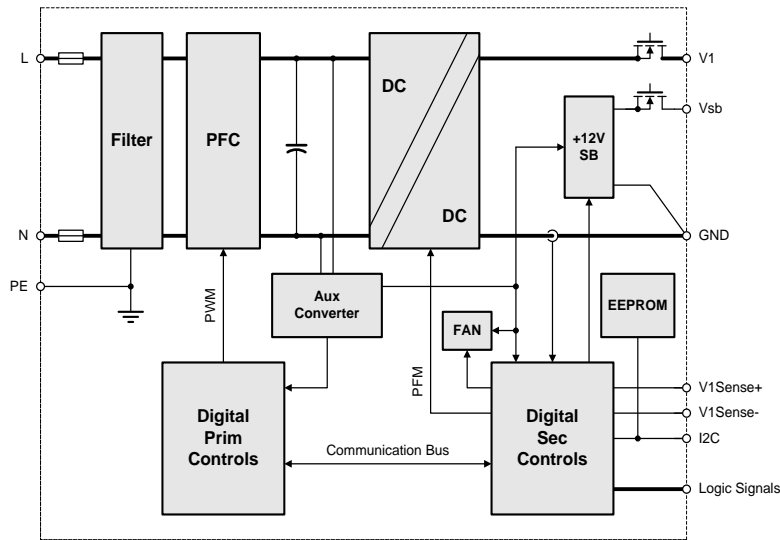 L
V1
DC
Vsb
Filter
PFC
+12V
SB
DC
N
GND
PE
PWM
Aux
Converter
EEPROM
FAN
PFM
V1Sense+
Digital
Prim
Controls
Digital
Sec
Controls
V1Sense-
I2C
Communication Bus
Logic Signals